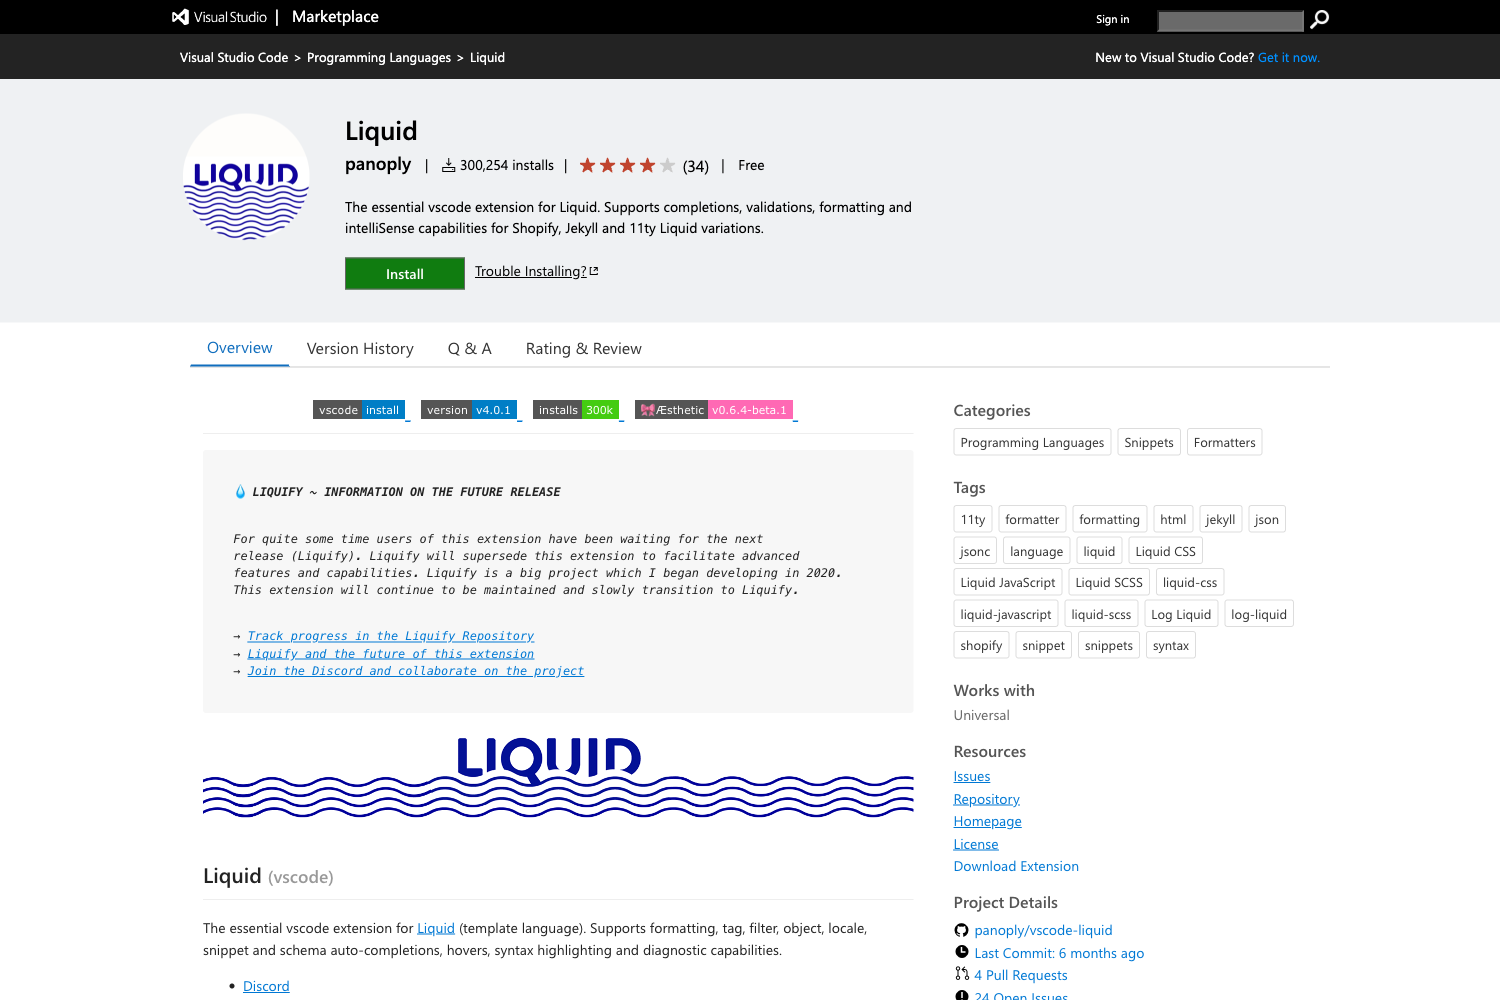 Visual Studio | Marketplace
Sign in
Visual Studio Code > Programming Languages > Liquid
New to Visual Studio Code? Get it now.
LIQUID
Liquid
panoply | 300,254 installs | (34) | Free
The essential vscode extension for Liquid. Supports completions, validations, formatting and
intelliSense capabilities for Shopify, Jekyll and 11ty Liquid variations.
Install
Trouble Installing?
Overview
Version History
Q & A
Rating & Review
vscode install
version v4.0.1
installs 300k
Æsthetic v0.6.4-beta.1
LIQUIFY ~ INFORMATION ON THE FUTURE RELEASE
For quite some time users of this extension have been waiting for the next
release (Liquify). Liquify will supersede this extension to facilitate advanced
features and capabilities. Liquify is a big project which I began developing in 2020.
This extension will continue to be maintained and slowly transition to Liquify.
→ Track progress in the Liquify Repository
→ Liquify and the future of this extension
→ Join the Discord and collaborate on the project
LIQUID
Liquid (vscode)
The essential vscode extension for Liquid (template language). Supports formatting, tag, filter, object, locale,
snippet and schema auto-completions, hovers, syntax highlighting and diagnostic capabilities.
• Discord
Categories
Programming Languages
Snippets
Formatters
Tags
11ty
formatter
formatting
html
jekyll
json
jsonc
language
liquid
Liquid CSS
Liquid JavaScript
Liquid SCSS
liquid-css
liquid-javascript
liquid-scss
Log Liquid
log-liquid
shopify
snippet
snippets
syntax
Works with
Universal
Resources
Issues
Repository
Homepage
License
Download Extension
Project Details
panoply/vscode-liquid
Last Commit: 6 months ago
4 Pull Requests
24 Open Issues